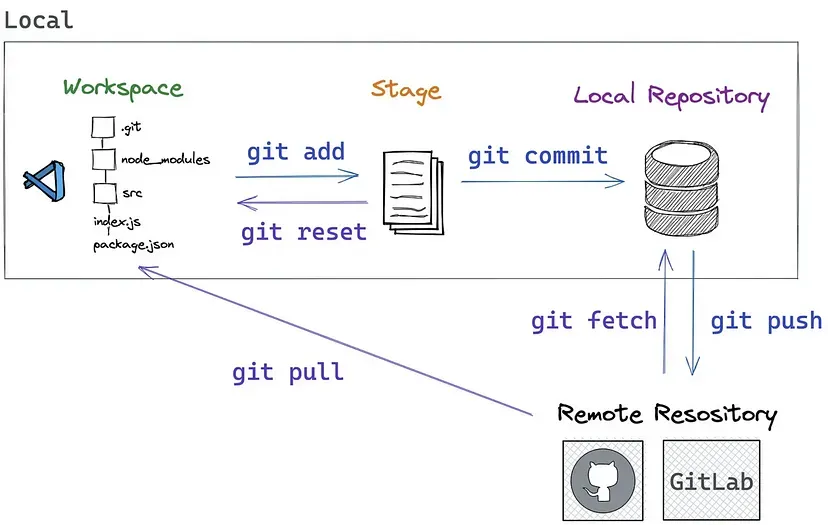 Local
Workspace
Stage
Local Repository
.git
node_modules
src
index.js
package.json
git add
git reset
git commit
git fetch
git push
git pull
Remote Resository
GitLab